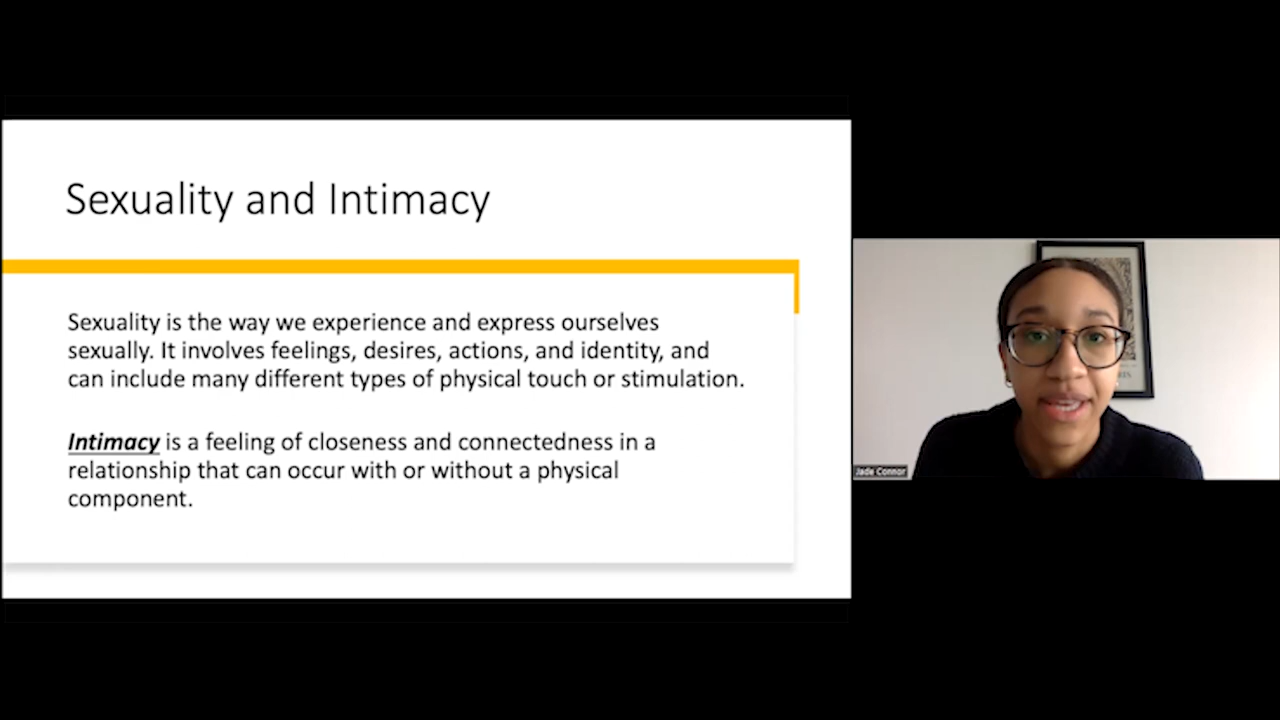 Sexuality and Intimacy
Sexuality is the way we experience and express ourselves
sexually. It involves feelings, desires, actions, and identity, and
can include many different types of physical touch or stimulation.
Intimacy is a feeling of closeness and connectedness in a
relationship that can occur with or without a physical
component.
Jade Connor